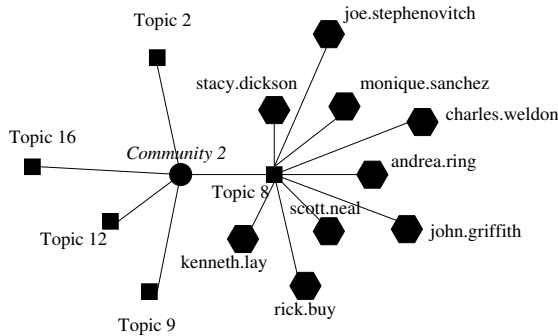 joe.stephenovitch
Topic 2
stacy.dickson
monique.sanchez
charles.weldon
Topic 16
Community 2
andrea.ring
Topic 8
scott.neal
Topic 12
john.griffith
kenneth.lay
rick.buy
Topic 9